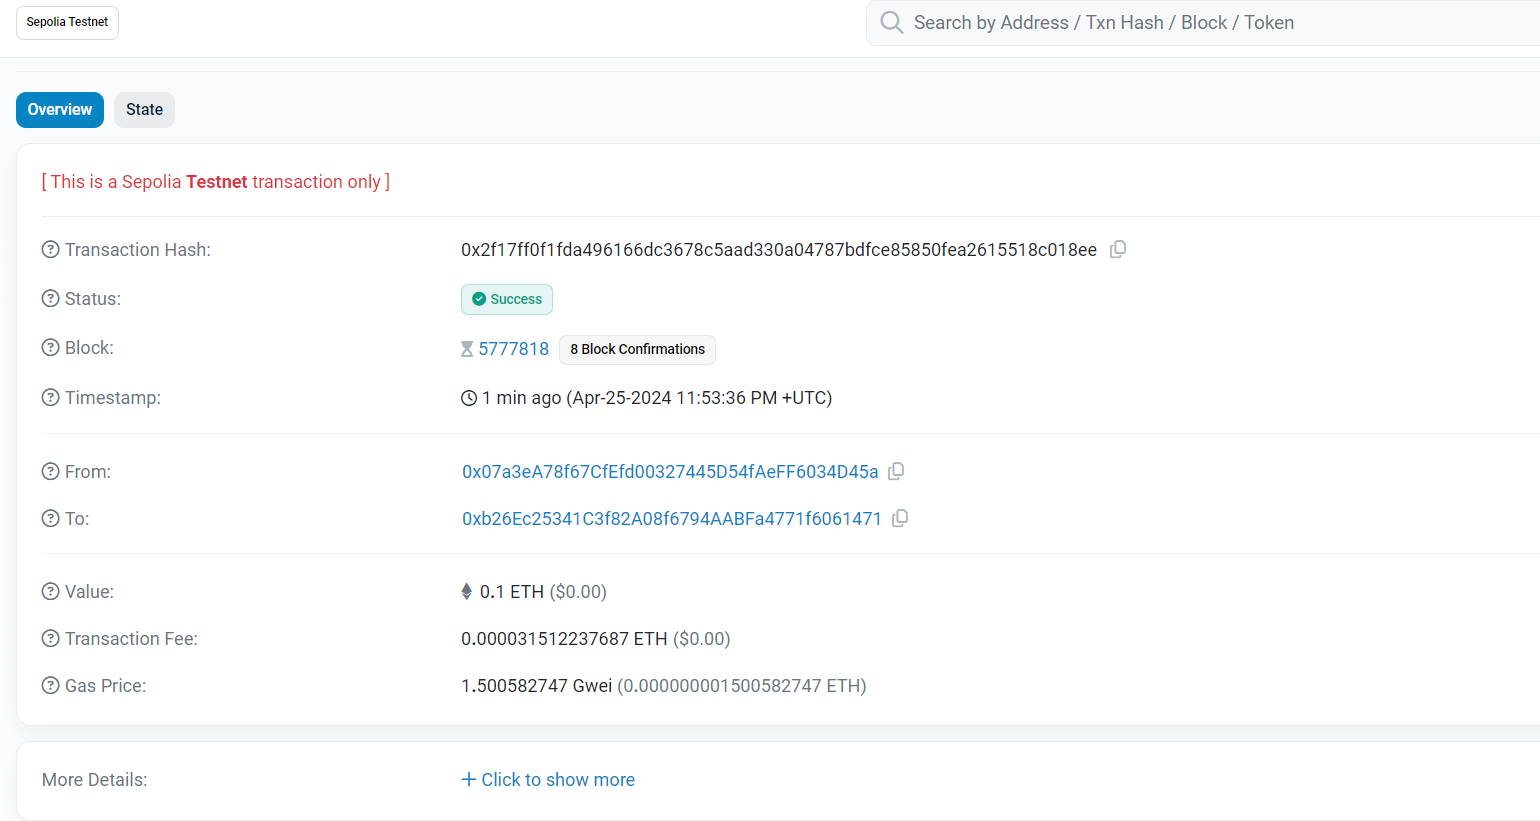 Sepolia Testnet
Search by Address / Txn Hash / Block / Token
Overview State
[ This is a Sepolia Testnet transaction only ]
Transaction Hash: 0x2f17ff0f1fda496166dc3678c5aad330a04787bdfce85850fea2615518c018ee
Status: Success
Block: 5777818 8 Block Confirmations
Timestamp: 1 min ago (Apr-25-2024 11:53:36 PM +UTC)
From: 0x07a3eA78f67CfEfd00327445D54fAeFF6034D45a
To: 0xb26Ec25341C3f82A08f6794AABFa4771f6061471
Value: 0.1 ETH ($0.00)
Transaction Fee: 0.000031512237687 ETH ($0.00)
Gas Price: 1.500582747 Gwei (0.000000001500582747 ETH)
More Details: + Click to show more